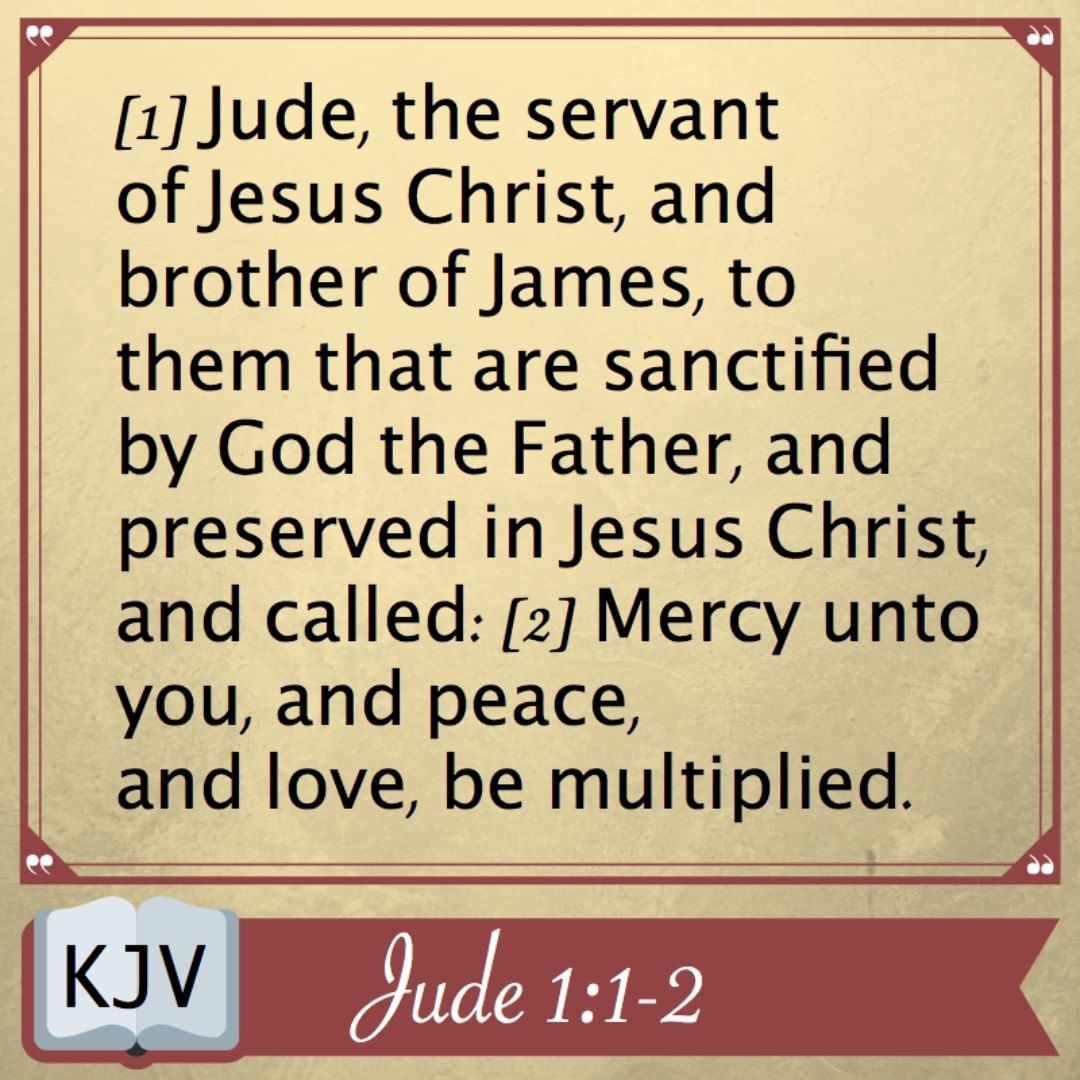 [1] Jude, the servant
of Jesus Christ, and
brother of James, to
them that are sanctified
by God the Father, and
preserved in Jesus Christ,
and called: [2] Mercy unto
you, and peace,
and love, be multiplied.
KJV
Jude 1:1-2